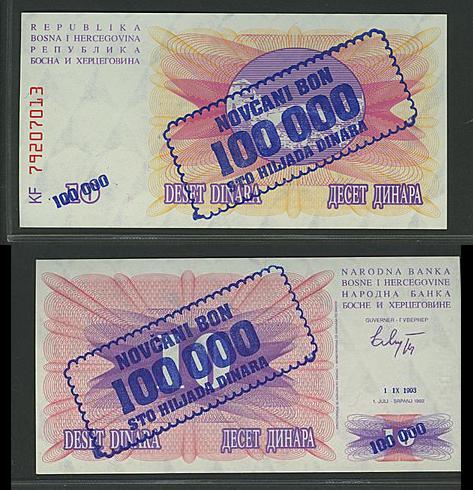 REPUBLIKA
BOSNA I HERCEGOVINA
РЕПУБЛИКА
БОСНА И ХЕРЦЕГОВИНА
KF 79207013
NOVČANI BON
100 000
STO HILJADA DINARA
100 000
DESET DINARA
ДЕСЕТ ДИНАРА
NARODNA BANKA
BOSNE I HERCEGOVINE
НАРОДНА БАНКА
БОСНЕ И ХЕРЦЕГОВИНЕ
GUVERNER - ГУВЕРНЕР
NOVČANI BON
100 000
STO HILJADA DINARA
1 IX 1993
1. JULI - SRPANJ 1992
DESET DINARA
ДЕСЕТ ДИНАРА
100 000